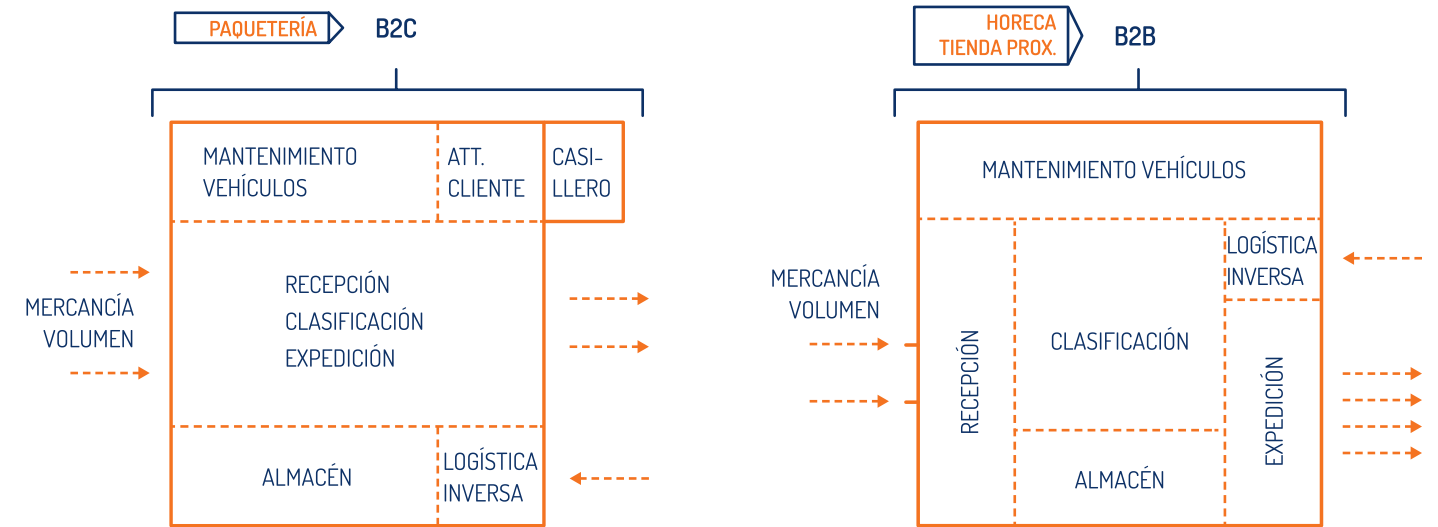 PAQUETERÍA
B2C
MANTENIMIENTO
VEHÍCULOS
ATT.
CLIENTE
CASI-
LLERO
MERCANCÍA
VOLUMEN
RECEPCIÓN
CLASIFICACIÓN
EXPEDICIÓN
ALMACÉN
LOGÍSTICA
INVERSA
HORECA
TIENDA PROX.
B2B
MANTENIMIENTO VEHÍCULOS
MERCANCÍA
VOLUMEN
RECEPCIÓN
CLASIFICACIÓN
LOGÍSTICA
INVERSA
EXPEDICIÓN
ALMACÉN